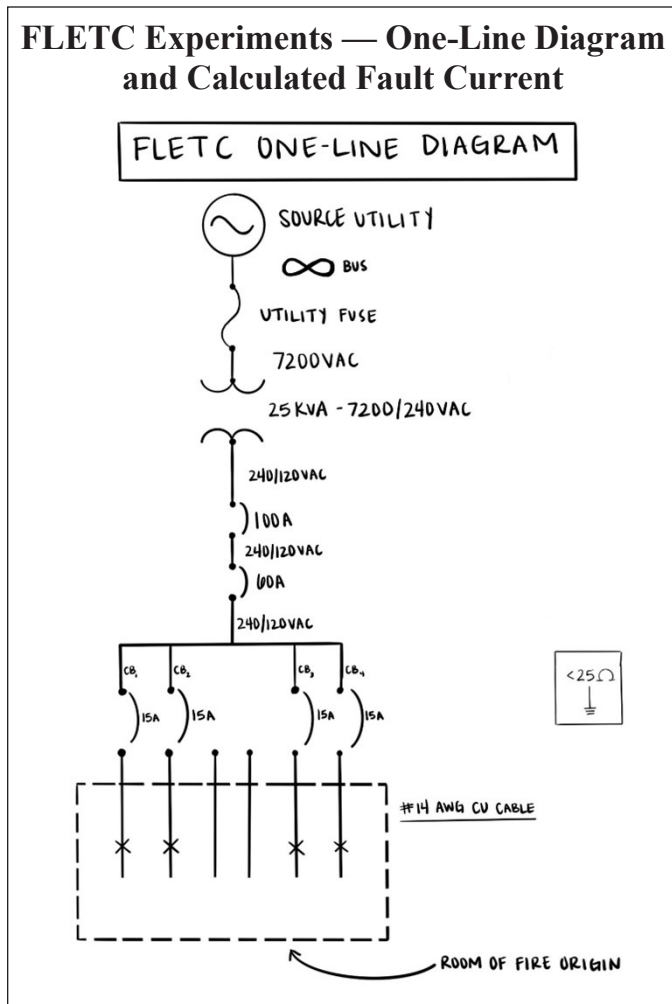 FLETC Experiments — One-Line Diagram
and Calculated Fault Current
FLETC ONE-LINE DIAGRAM
SOURCE UTILITY
∞ BUS
UTILITY FUSE
7200VAC
25 KVA - 7200/240VAC
240/120VAC
100A
240/120VAC
60A
240/120VAC
CB1 CB2 CB3 CB4
15A 15A 15A 15A
<25Ω
#14 AWG CU CABLE
ROOM OF FIRE ORIGIN